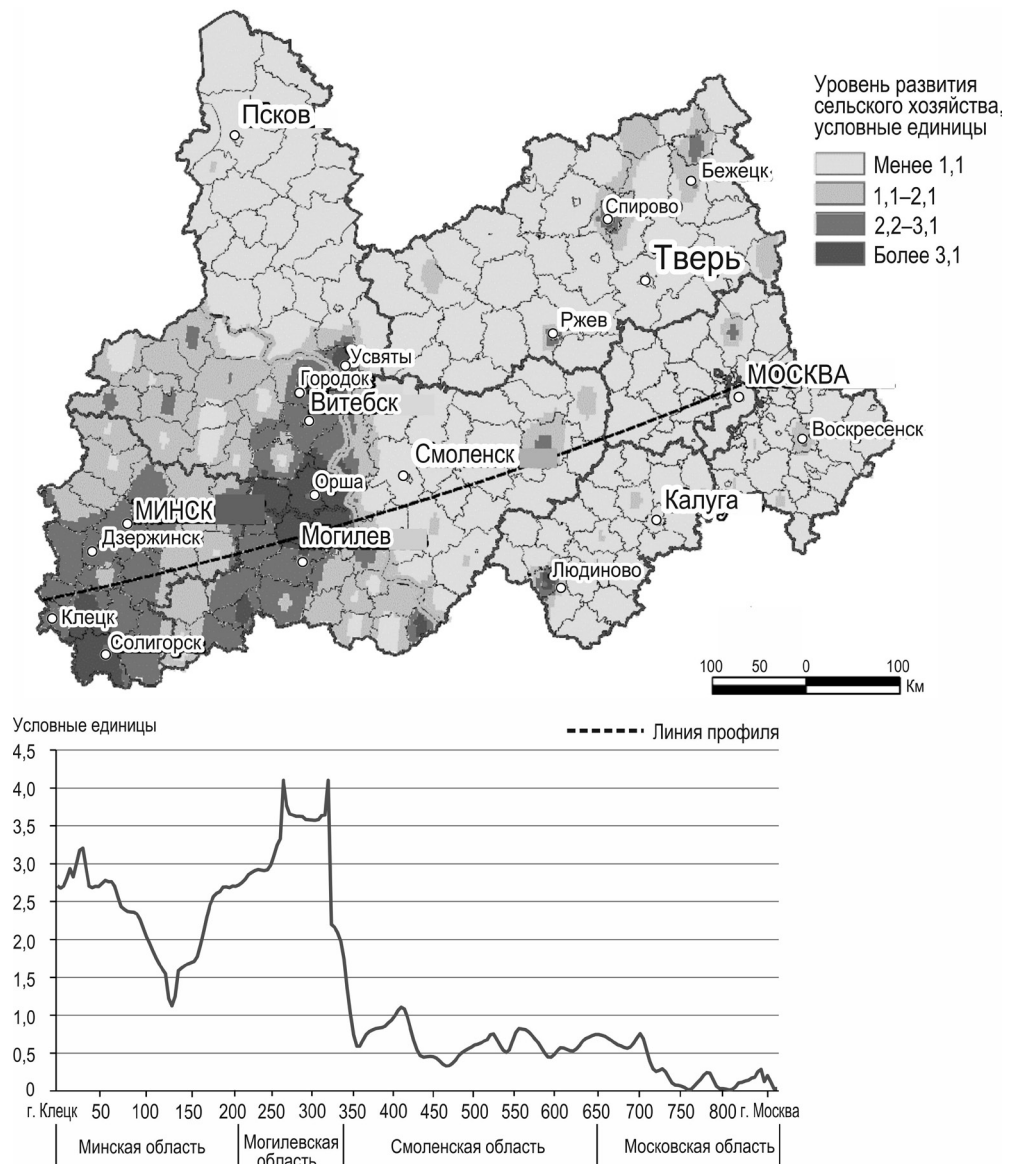 Уровень развития
сельского хозяйства,
условные единицы
Менее 1,1
1,1–2,1
2,2–3,1
Более 3,1
Псков
Бежецк
Спирово
Тверь
Ржев
Усвяты
Городок
Витебск
МОСКВА
Воскресенск
Смоленск
Орша
Калуга
МИНСК
Дзержинск
Могилев
Людиново
Клецк
Солигорск
100 50 0 100
Км
Условные единицы
Линия профиля
4,5
4,0
3,5
3,0
2,5
2,0
1,5
1,0
0,5
0
г. Клецк 50 100 150 200 250 300 350 400 450 500 550 600 650 700 750 800 г. Москва
Минская область
Могилевская
область
Смоленская область
Московская область